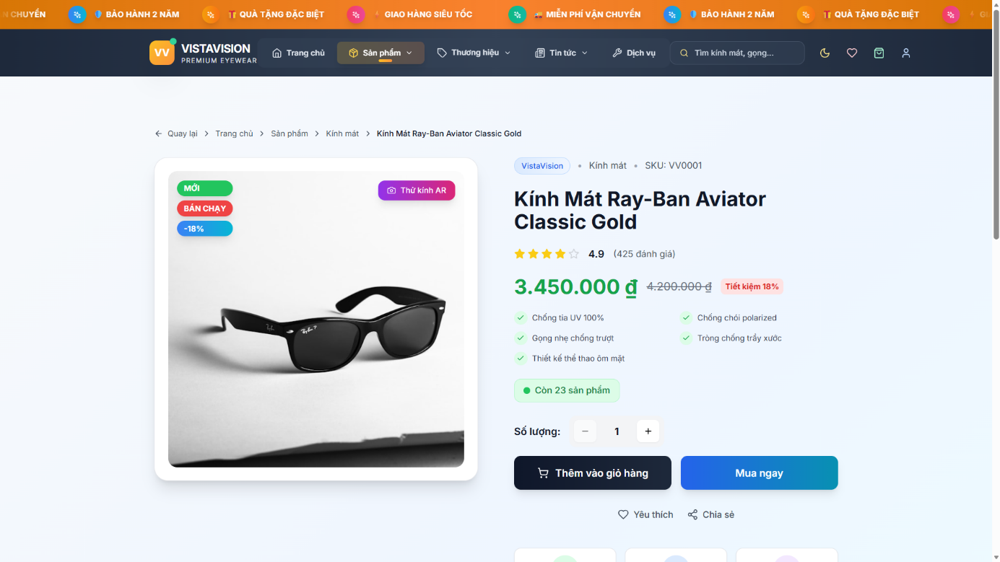 N CHUYỂN
🛡️ BẢO HÀNH 2 NĂM
🎁 QUÀ TẶNG ĐẶC BIỆT
GIAO HÀNG SIÊU TỐC
🚚 MIỄN PHÍ VẬN CHUYỂN
🛡️ BẢO HÀNH 2 NĂM
🎁 QUÀ TẶNG ĐẶC BIỆT
VV
VISTAVISION
PREMIUM EYEWEAR
Trang chủ
Sản phẩm
Thương hiệu
Tin tức
Dịch vụ
Tìm kính mát, gọng...
Quay lại > Trang chủ > Sản phẩm > Kính mát > Kính Mát Ray-Ban Aviator Classic Gold
MỚI
BÁN CHẠY
-18%
Thử kính AR
Ray-Ban P
VistaVision • Kính mát • SKU: VV0001
Kính Mát Ray-Ban Aviator
Classic Gold
4.9 (425 đánh giá)
3.450.000 ₫ 4.200.000 ₫ Tiết kiệm 18%
Chống tia UV 100%
Chống chói polarized
Gọng nhẹ chống trượt
Tròng chống trầy xước
Thiết kế thể thao ôm mặt
Còn 23 sản phẩm
Số lượng: − 1 +
Thêm vào giỏ hàng
Mua ngay
Yêu thích
Chia sẻ